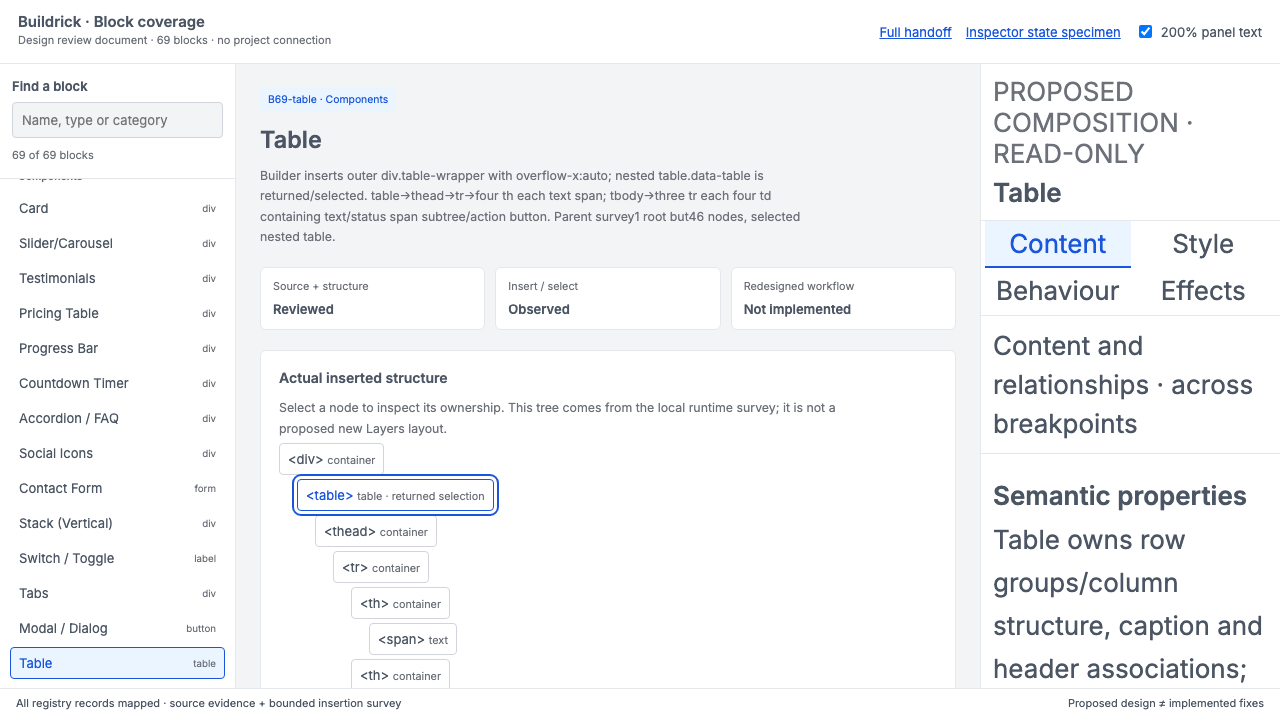 Buildrick · Block coverage
Design review document · 69 blocks · no project connection
Full handoff
Inspector state specimen
200% panel text
Find a block
Name, type or category
69 of 69 blocks
Components
Card div
Slider/Carousel div
Testimonials div
Pricing Table div
Progress Bar div
Countdown Timer div
Accordion / FAQ div
Social Icons div
Contact Form form
Stack (Vertical) div
Switch / Toggle label
Tabs div
Modal / Dialog button
Table table
B69-table · Components
Table
Builder inserts outer div.table-wrapper with overflow-x:auto; nested table.data-table is
returned/selected. table→thead→tr→four th each text span; tbody→three tr each four td
containing text/status span subtree/action button. Parent survey1 root but46 nodes, selected
nested table.
Source + structure
Reviewed
Insert / select
Observed
Redesigned workflow
Not implemented
Actual inserted structure
Select a node to inspect its ownership. This tree comes from the local runtime survey; it is not a
proposed new Layers layout.
<div> container
<table> table · returned selection
<thead> container
<tr> container
<th> container
<span> text
<th> container
PROPOSED
COMPOSITION ·
READ-ONLY
Table
Content Style
Behaviour Effects
Content and
relationships · across
breakpoints
Semantic properties
Table owns row
groups/column
structure, caption and
header associations;
All registry records mapped · source evidence + bounded insertion survey
Proposed design ≠ implemented fixes